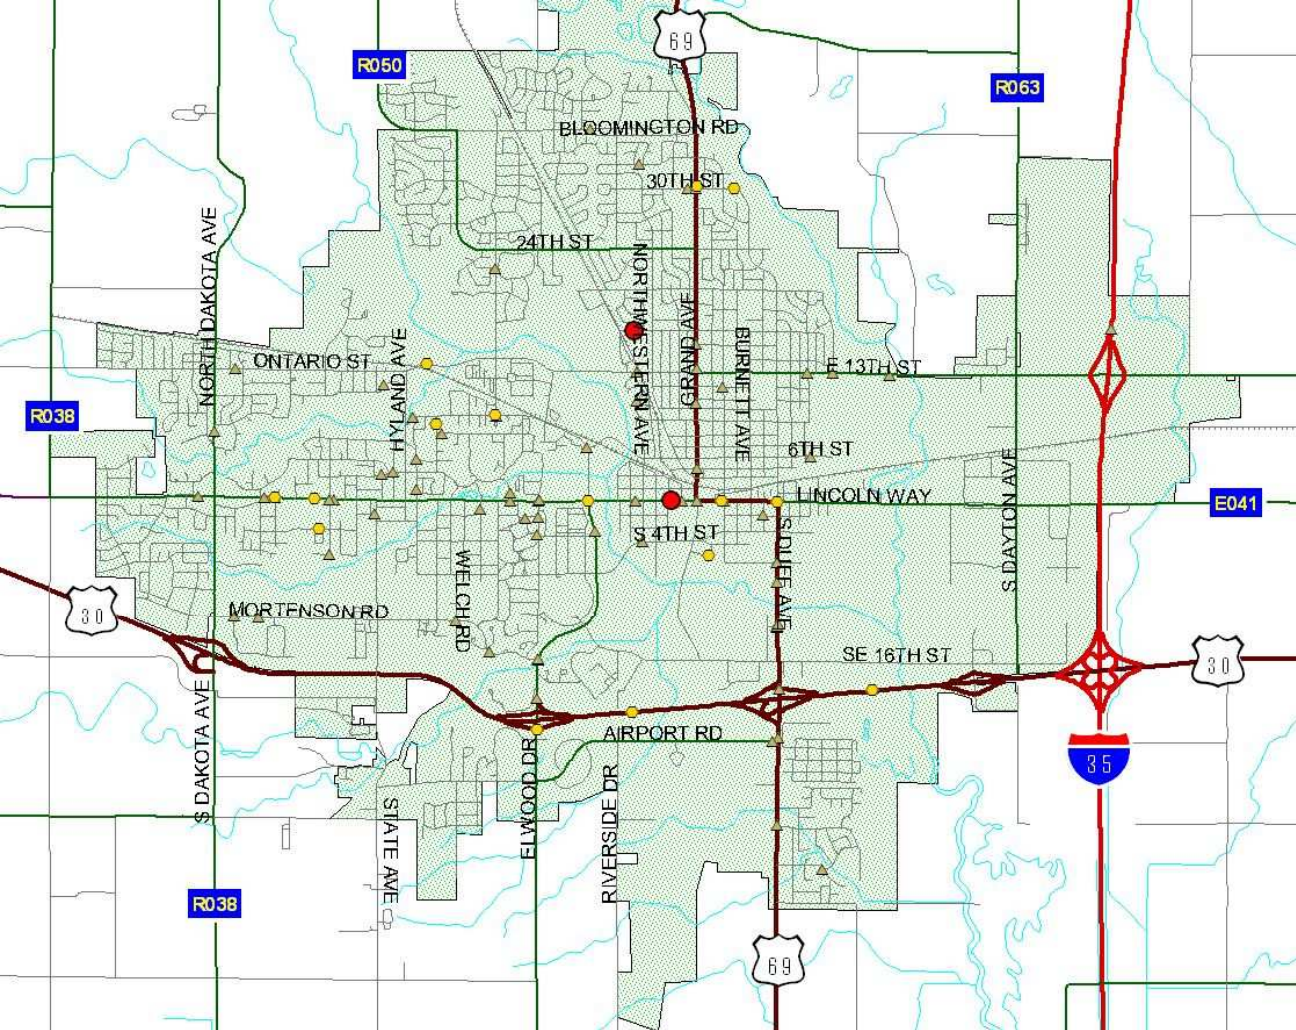 69
R050
R063
BLOOMINGTON RD
30TH ST
NORTH DAKOTA AVE
24TH ST
NORTHWESTERN AVE
GRAND AVE
BURNETT AVE
HYLAND AVE
ONTARIO ST
E 13TH ST
R038
6TH ST
S DAYTON AVE
LINCOLN WAY
E041
S 4TH ST
S DUFF AVE
WELCH RD
30
MORTENSON RD
SE 16TH ST
30
S DAKOTA AVE
AIRPORT RD
ELWOOD DR
RIVERSIDE DR
35
STATE AVE
R038
69